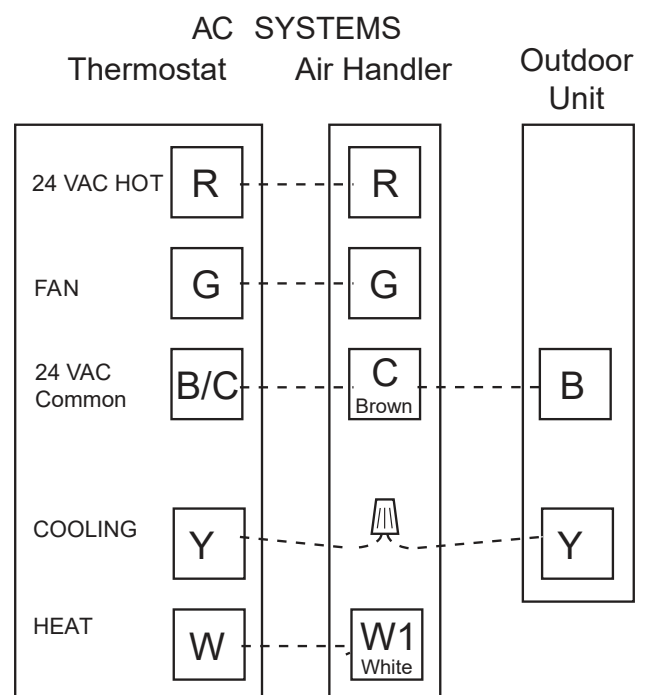 AC SYSTEMS
Thermostat
Air Handler
Outdoor
Unit
24 VAC HOT
R
R
FAN
G
G
24 VAC
Common
B/C
C
Brown
B
COOLING
Y
Y
HEAT
W
W1
White